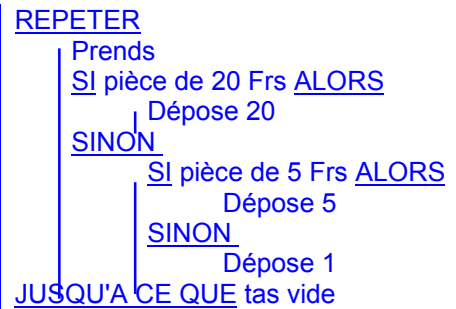 REPETER
Prends
SI pièce de 20 Frs ALORS
Dépose 20
SINON
SI pièce de 5 Frs ALORS
Dépose 5
SINON
Dépose 1
JUSQU'A CE QUE tas vide